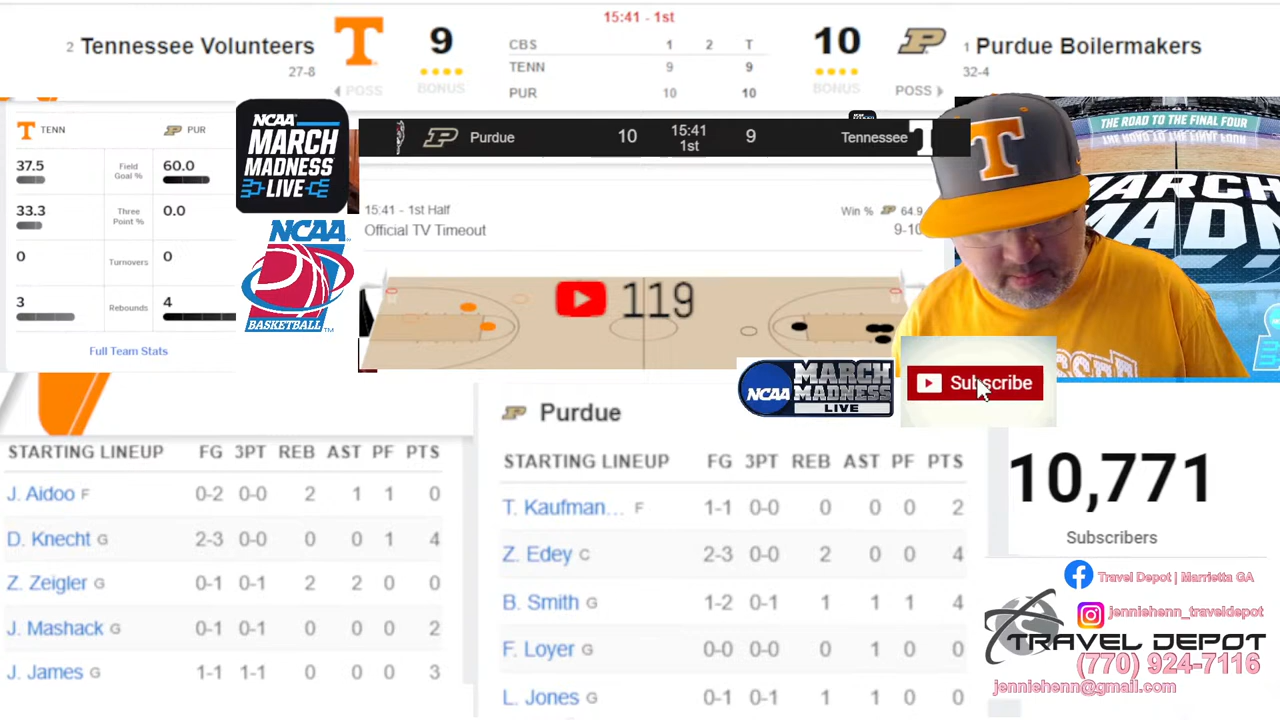 15:41 - 1st
2 Tennessee Volunteers
27-8
T
9
POSS
BONUS
CBS 1 2 T
TENN 9 9
PUR 10 10
10
BONUS
P
1 Purdue Boilermakers
32-4
POSS
T TENN P PUR
37.5 Field Goal % 60.0
33.3 Three Point % 0.0
0 Turnovers 0
3 Rebounds 4
Full Team Stats
NCAA
MARCH
MADNESS
LIVE
NCAA
BASKETBALL
TM
P Purdue 10 15:41 1st 9 Tennessee T
15:41 - 1st Half
Official TV Timeout
Win % P 64.9
9-10
119
THE ROAD TO THE FINAL FOUR
T
NCAA
MARCH
MADNESS
LIVE
Subscribe
STARTING LINEUP FG 3PT REB AST PF PTS
J. Aidoo F 0-2 0-0 2 1 1 0
D. Knecht G 2-3 0-0 0 0 1 4
Z. Zeigler G 0-1 0-1 2 2 0 0
J. Mashack G 0-1 0-1 0 0 0 2
J. James G 1-1 1-1 0 0 0 3
P Purdue
STARTING LINEUP FG 3PT REB AST PF PTS
T. Kaufman... F 1-1 0-0 0 0 0 2
Z. Edey C 2-3 0-0 2 0 0 4
B. Smith G 1-2 0-1 1 1 1 4
F. Loyer G 0-0 0-0 0 1 0 0
L. Jones G 0-1 0-1 1 1 0 0
10,771
Subscribers
Travel Depot | Marrietta GA
jenniehenn_traveldepot
TRAVEL DEPOT
(770) 924-7116
jenniehenn@gmail.com